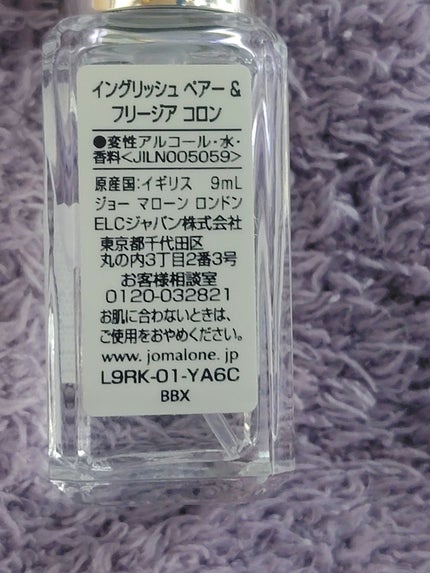 イングリッシュ ペアー &
フリージア コロン
●変性アルコール・水・
香料<JILN005059>
原産国:イギリス 9mL
ジョー マローン ロンドン
ELCジャパン株式会社
東京都千代田区
丸の内3丁目2番3号
お客様相談室
0120-032821
お肌に合わないときは、
ご使用をおやめください。
www.jomalone.jp
L9RK-01-YA6C
BBX